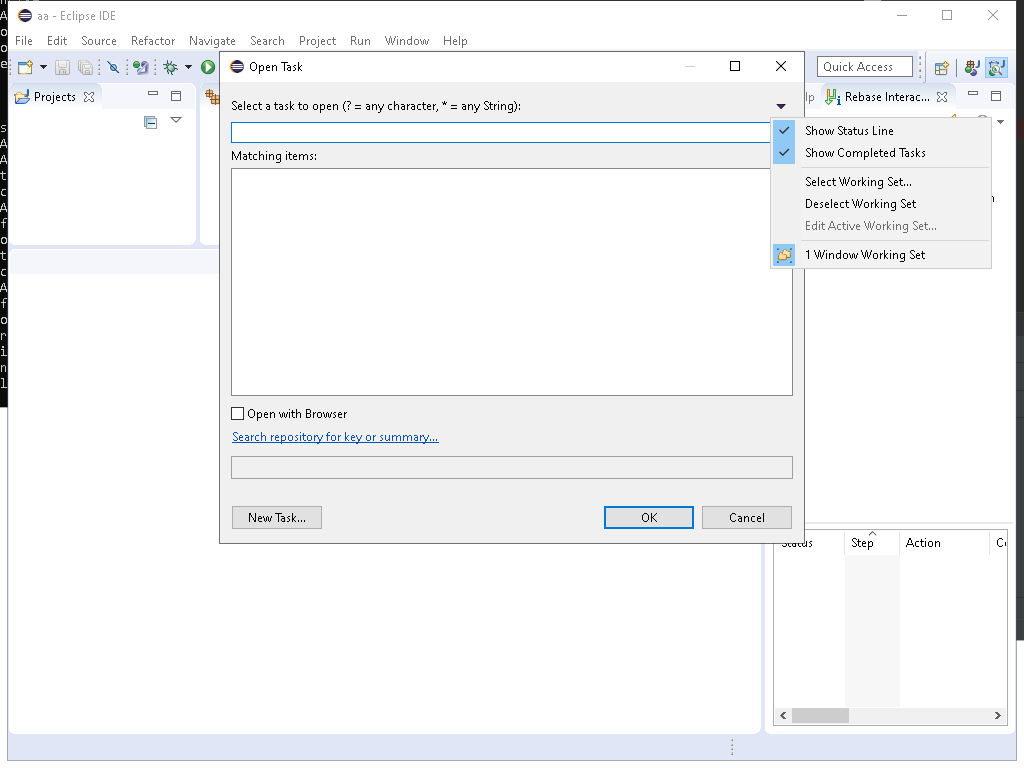 aa - Eclipse IDE
File Edit Source Refactor Navigate Search Project Run Window Help
Quick Access
Projects
Rebase Interac...
Open Task
Select a task to open (? = any character, * = any String):
Matching items:
Show Status Line
Show Completed Tasks
Select Working Set...
Deselect Working Set
Edit Active Working Set...
1 Window Working Set
Open with Browser
Search repository for key or summary...
New Task...
OK
Cancel
Status Step Action